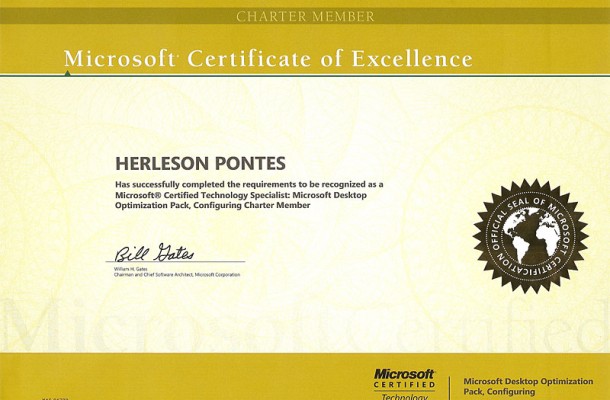 CHARTER MEMBER
Microsoft® Certificate of Excellence
HERLESON PONTES
Has successfully completed the requirements to be recognized as a
Microsoft® Certified Technology Specialist: Microsoft Desktop
Optimization Pack, Configuring Charter Member
Bill Gates
William H. Gates
Chairman and Chief Software Architect, Microsoft Corporation
OFFICIAL SEAL OF MICROSOFT CERTIFICATION
Microsoft Certified
Microsoft
CERTIFIED
Technology
Microsoft Desktop Optimization
Pack, Configuring